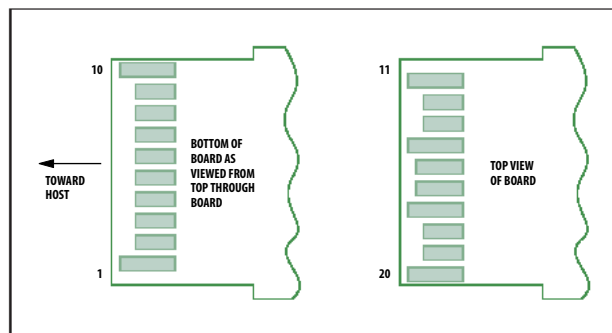 10
BOTTOM OF
BOARD AS
VIEWED FROM
TOP THROUGH
BOARD
TOWARD
HOST
1
11
TOP VIEW
OF BOARD
20